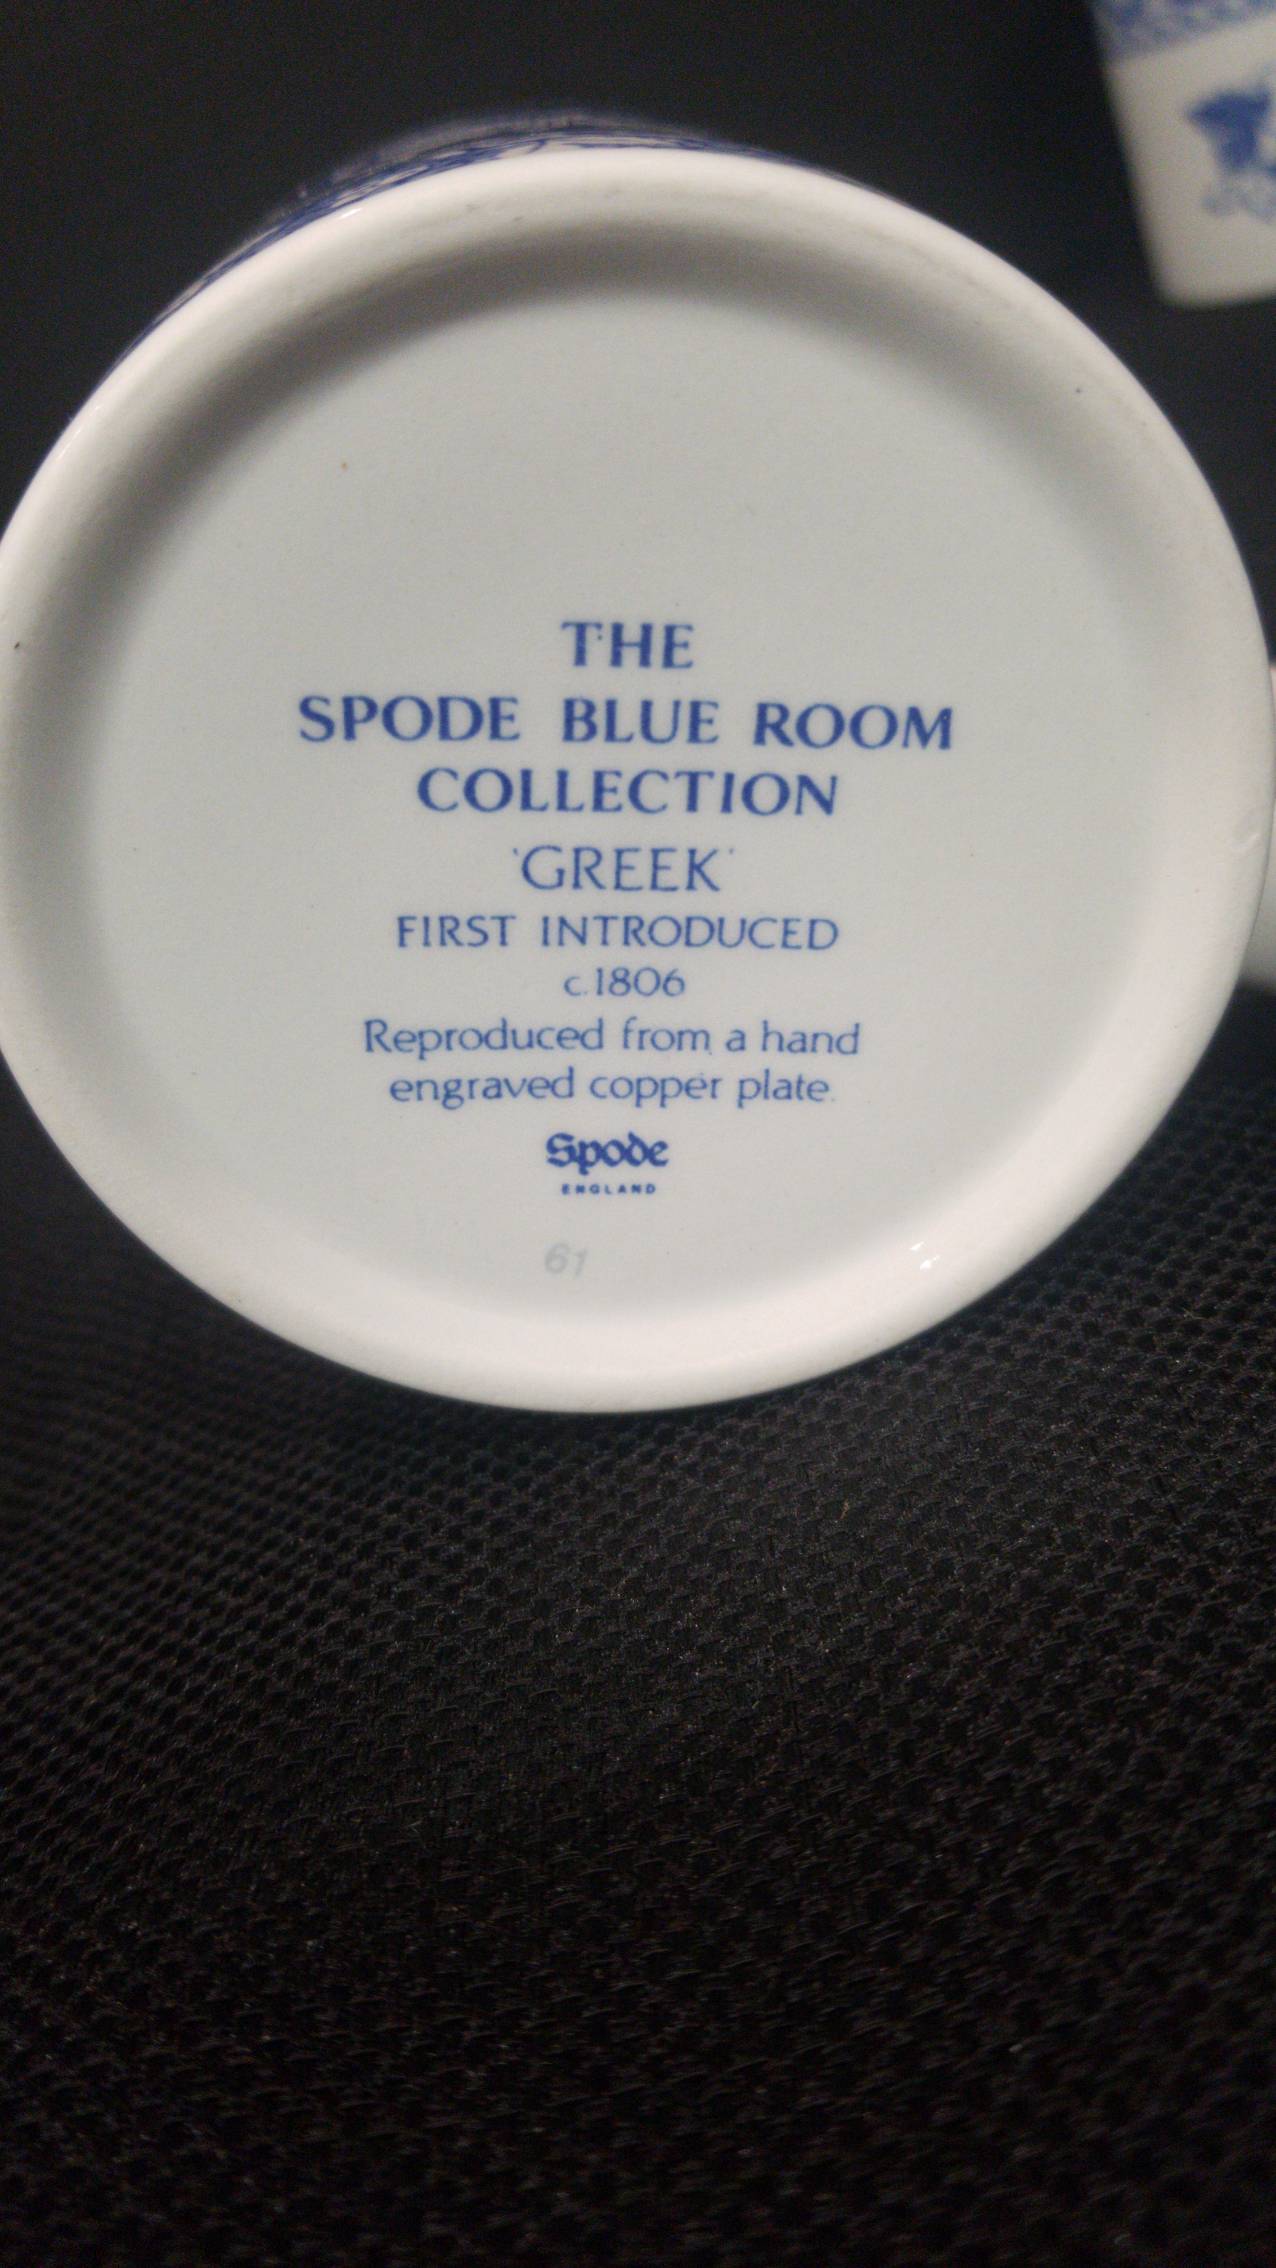 THE
SPODE BLUE ROOM
COLLECTION
'GREEK'
FIRST INTRODUCED
c.1806
Reproduced from a hand
engraved copper plate.
Spode
ENGLAND
61